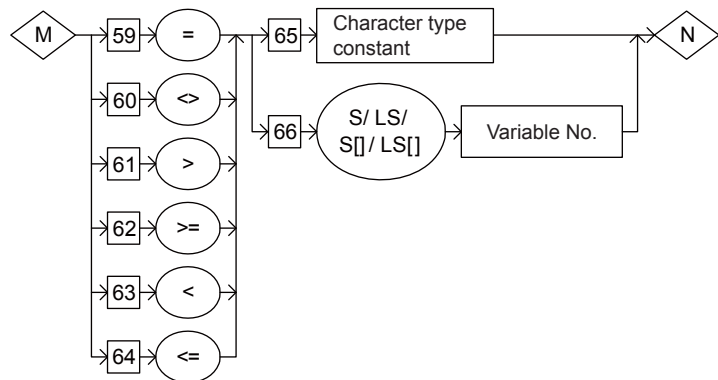 M
59
=
65
Character type
constant
N
60
<>
66
S/ LS/
S[] / LS[]
Variable No.
61
>
62
>=
63
<
64
<=